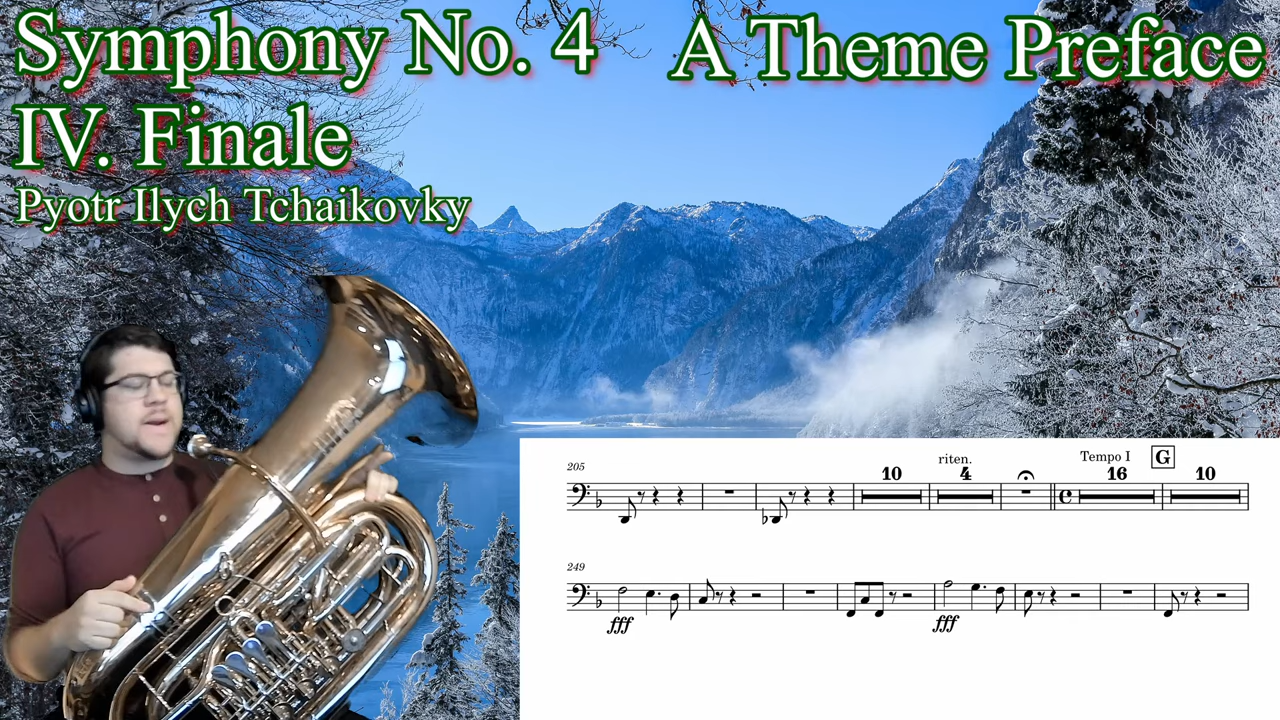 Symphony No. 4
A Theme Preface
IV. Finale
Pyotr Ilych Tchaikovky
205
10
riten.
4
Tempo I
16
G
10
249
fff
fff